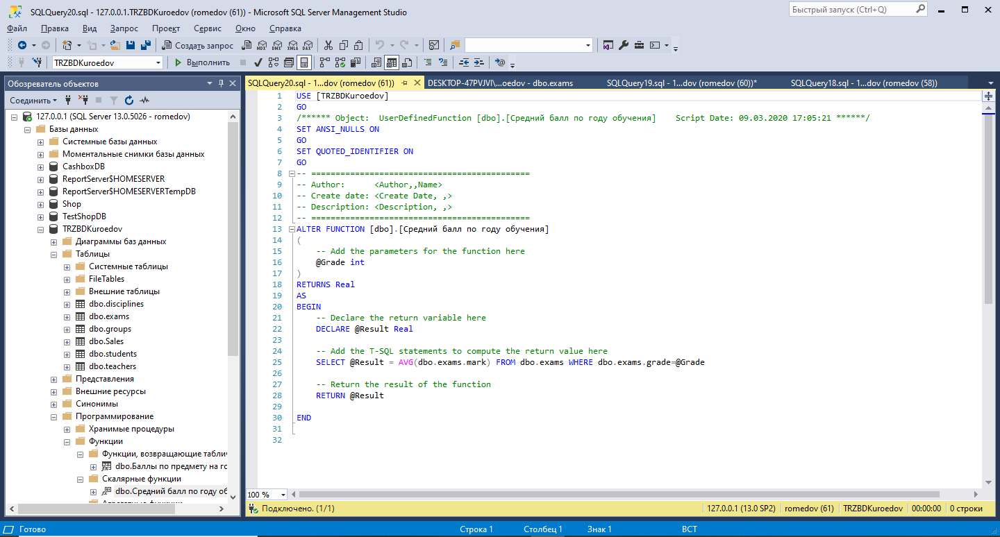 SQLQuery20.sql - 127.0.0.1.TRZBDKuroedov (romedov (61)) - Microsoft SQL Server Management Studio
Быстрый запуск (Ctrl+Q)
Файл Правка Вид Запрос Проект Сервис Окно Справка
Создать запрос MDX DMX XMLA DAX
TRZBDKuroedov Выполнить
Обозреватель объектов
Соединить
127.0.0.1 (SQL Server 13.0.5026 - romedov)
Базы данных
Системные базы данных
Моментальные снимки базы данных
CashboxDB
ReportServer$HOMESERVER
ReportServer$HOMESERVERTempDB
Shop
TestShopDB
TRZBDKuroedov
Диаграммы баз данных
Таблицы
Системные таблицы
FileTables
Внешние таблицы
dbo.disciplines
dbo.exams
dbo.groups
dbo.Sales
dbo.students
dbo.teachers
Представления
Внешние ресурсы
Синонимы
Программирование
Хранимые процедуры
Функции
Функции, возвращающие таблич
dbo.Баллы по предмету на го
Скалярные функции
dbo.Средний балл по году об
SQLQuery20.sql - 1...dov (romedov (61)) DESKTOP-47PVJVI\...oedov - dbo.exams SQLQuery19.sql - 1...dov (romedov (60))* SQLQuery18.sql - 1...dov (romedov (58))
1 USE [TRZBDKuroedov]
2 GO
3 /****** Object:  UserDefinedFunction [dbo].[Средний балл по году обучения]    Script Date: 09.03.2020 17:05:21 ******/
4 SET ANSI_NULLS ON
5 GO
6 SET QUOTED_IDENTIFIER ON
7 GO
8 -- =============================================
9 -- Author:      <Author,,Name>
10 -- Create date: <Create Date, ,>
11 -- Description: <Description, ,>
12 -- =============================================
13 ALTER FUNCTION [dbo].[Средний балл по году обучения]
14 (
15     -- Add the parameters for the function here
16     @Grade int
17 )
18 RETURNS Real
19 AS
20 BEGIN
21     -- Declare the return variable here
22     DECLARE @Result Real
23
24     -- Add the T-SQL statements to compute the return value here
25     SELECT @Result = AVG(dbo.exams.mark) FROM dbo.exams WHERE dbo.exams.grade=@Grade
26
27     -- Return the result of the function
28     RETURN @Result
29
30 END
31
32
100 %
Подключено. (1/1) 127.0.0.1 (13.0 SP2) romedov (61) TRZBDKuroedov 00:00:00 0 строки
Готово Строка 1 Столбец 1 Знак 1 ВСТ